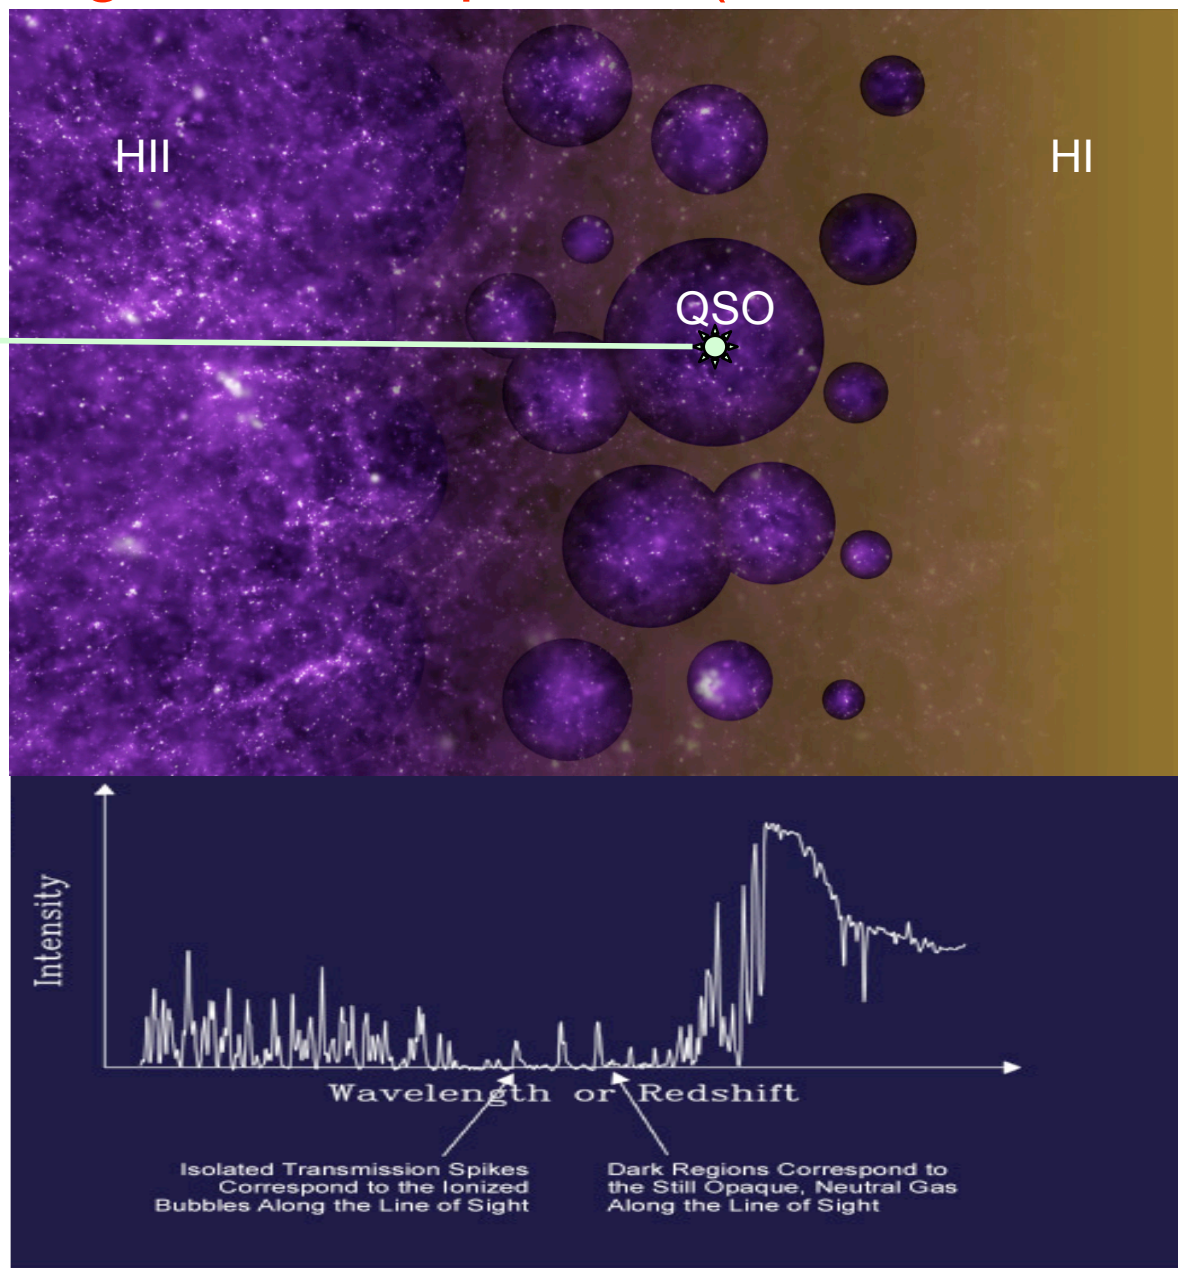 HII
HI
QSO
Intensity
Wavelength or Redshift
Isolated Transmission Spikes
Correspond to the Ionized
Bubbles Along the Line of Sight
Dark Regions Correspond to
the Still Opaque, Neutral Gas
Along the Line of Sight